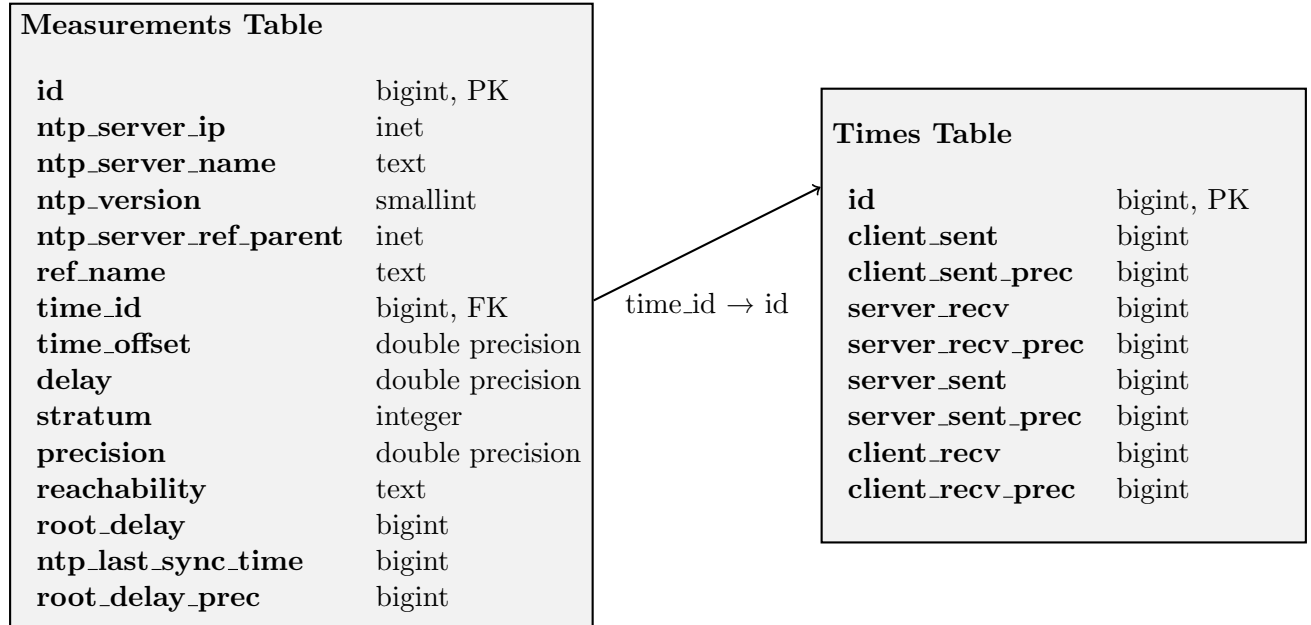 Measurements Table
id bigint, PK
ntp_server_ip inet
ntp_server_name text
ntp_version smallint
ntp_server_ref_parent inet
ref_name text
time_id bigint, FK
time_offset double precision
delay double precision
stratum integer
precision double precision
reachability text
root_delay bigint
ntp_last_sync_time bigint
root_delay_prec bigint
time_id → id
Times Table
id bigint, PK
client_sent bigint
client_sent_prec bigint
server_recv bigint
server_recv_prec bigint
server_sent bigint
server_sent_prec bigint
client_recv bigint
client_recv_prec bigint